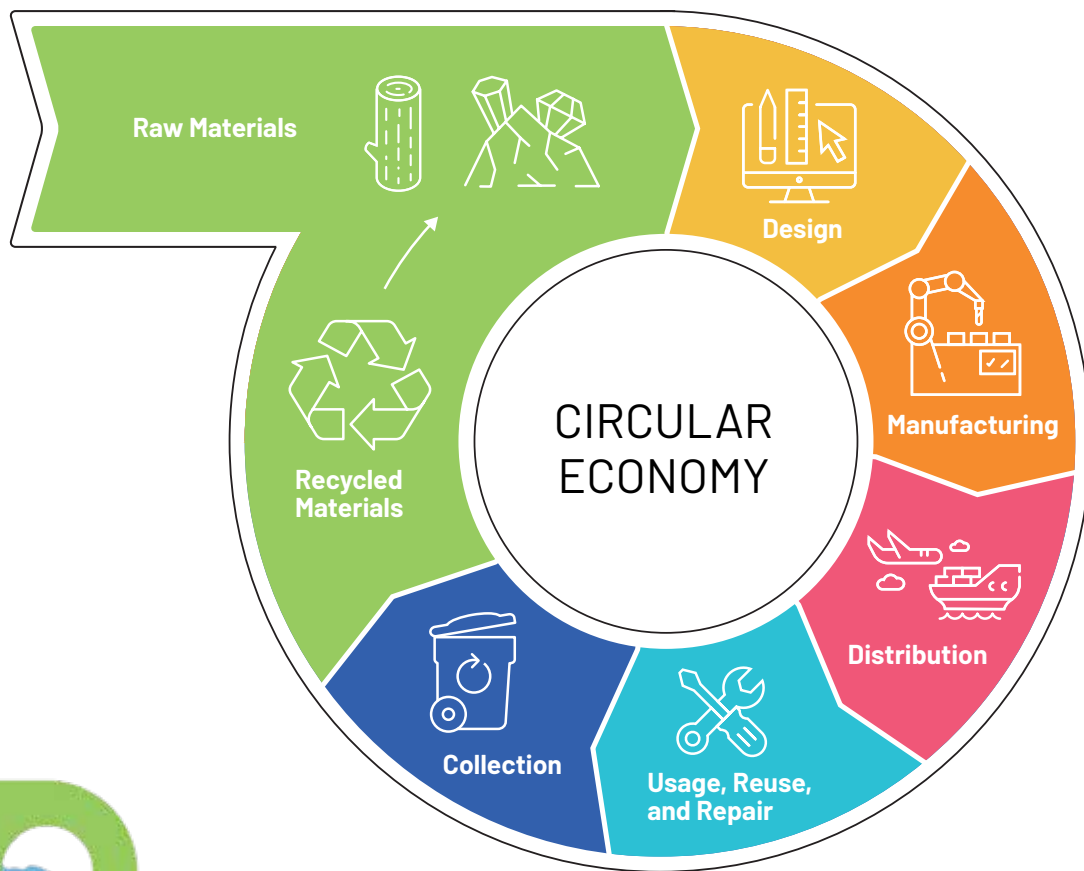 Raw Materials
Design
Manufacturing
CIRCULAR
ECONOMY
Recycled
Materials
Distribution
Collection
Usage, Reuse,
and Repair